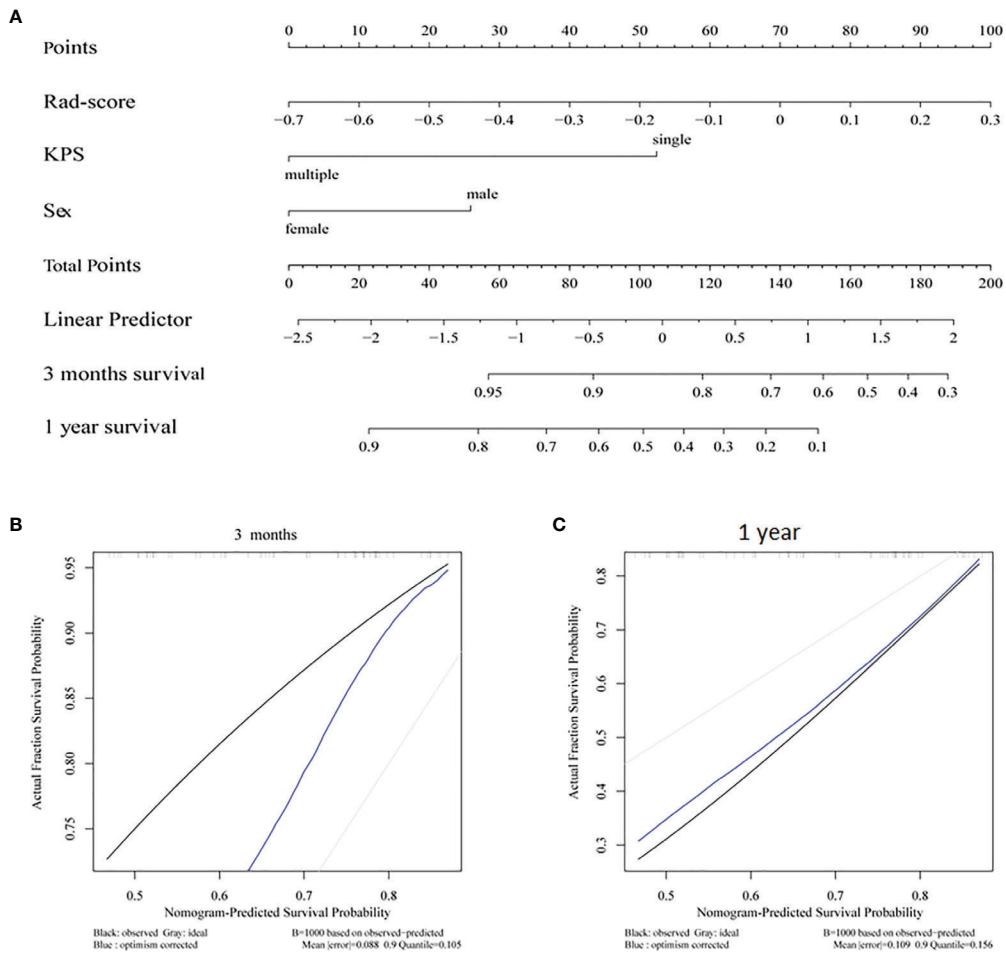 A
Points
0 10 20 30 40 50 60 70 80 90 100
Rad-score
−0.7 −0.6 −0.5 −0.4 −0.3 −0.2 −0.1 0 0.1 0.2 0.3
single
KPS
multiple
male
Sex
female
Total Points
0 20 40 60 80 100 120 140 160 180 200
Linear Predictor
−2.5 −2 −1.5 −1 −0.5 0 0.5 1 1.5 2
3 months survival
0.95 0.9 0.8 0.7 0.6 0.5 0.4 0.3
1 year survival
0.9 0.8 0.7 0.6 0.5 0.4 0.3 0.2 0.1
B
3 months
Actual Fraction Survival Probability
0.95
0.90
0.85
0.80
0.75
0.5 0.6 0.7 0.8
Nomogram-Predicted Survival Probability
Black: observed Gray: ideal
Blue : optimism corrected
B=1000 based on observed−predicted
Mean |error|=0.088 0.9 Quantile=0.105
C
1 year
Actual Fraction Survival Probability
0.8
0.7
0.6
0.5
0.4
0.3
0.5 0.6 0.7 0.8
Nomogram-Predicted Survival Probability
Black: observed Gray: ideal
Blue : optimism corrected
B=1000 based on observed−predicted
Mean |error|=0.109 0.9 Quantile=0.156